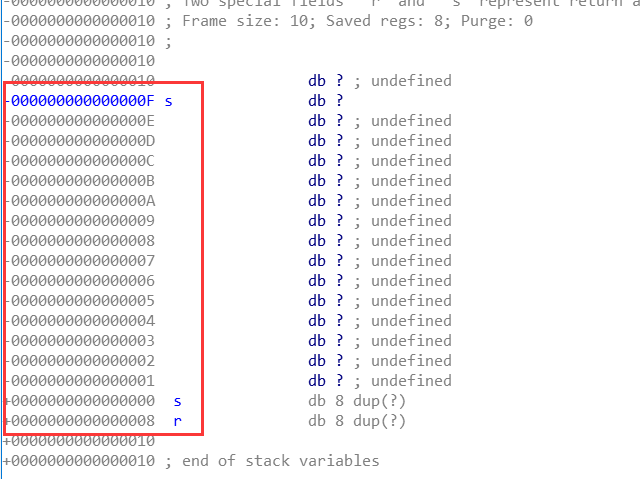 -0000000000000010 ; Two special fields " r" and " s" represent return a
-0000000000000010 ; Frame size: 10; Saved regs: 8; Purge: 0
-0000000000000010 ;
-0000000000000010
-0000000000000010 db ? ; undefined
-000000000000000F s db ?
-000000000000000E db ? ; undefined
-000000000000000D db ? ; undefined
-000000000000000C db ? ; undefined
-000000000000000B db ? ; undefined
-000000000000000A db ? ; undefined
-0000000000000009 db ? ; undefined
-0000000000000008 db ? ; undefined
-0000000000000007 db ? ; undefined
-0000000000000006 db ? ; undefined
-0000000000000005 db ? ; undefined
-0000000000000004 db ? ; undefined
-0000000000000003 db ? ; undefined
-0000000000000002 db ? ; undefined
-0000000000000001 db ? ; undefined
+0000000000000000 s db 8 dup(?)
+0000000000000008 r db 8 dup(?)
+0000000000000010
+0000000000000010 ; end of stack variables